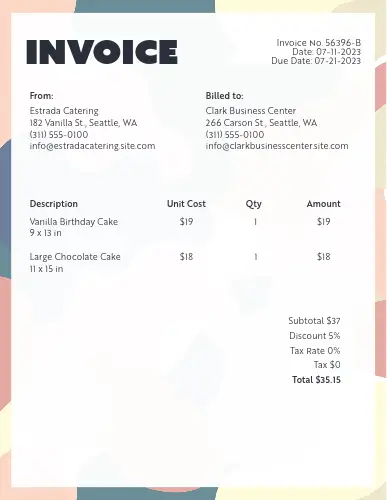 INVOICE
Invoice No. 56396-B
Date: 07-11-2023
Due Date: 07-21-2023
From:
Estrada Catering
182 Vanilla St., Seattle, WA
(311) 555-0100
info@estradacatering.site.com
Billed to:
Clark Business Center
266 Carson St., Seattle, WA
(311) 555-0100
info@clarkbusinesscenter.site.com
Description Unit Cost Qty Amount
Vanilla Birthday Cake $19 1 $19
9 x 13 in
Large Chocolate Cake $18 1 $18
11 x 15 in
Subtotal $37
Discount 5%
Tax Rate 0%
Tax $0
Total $35.15